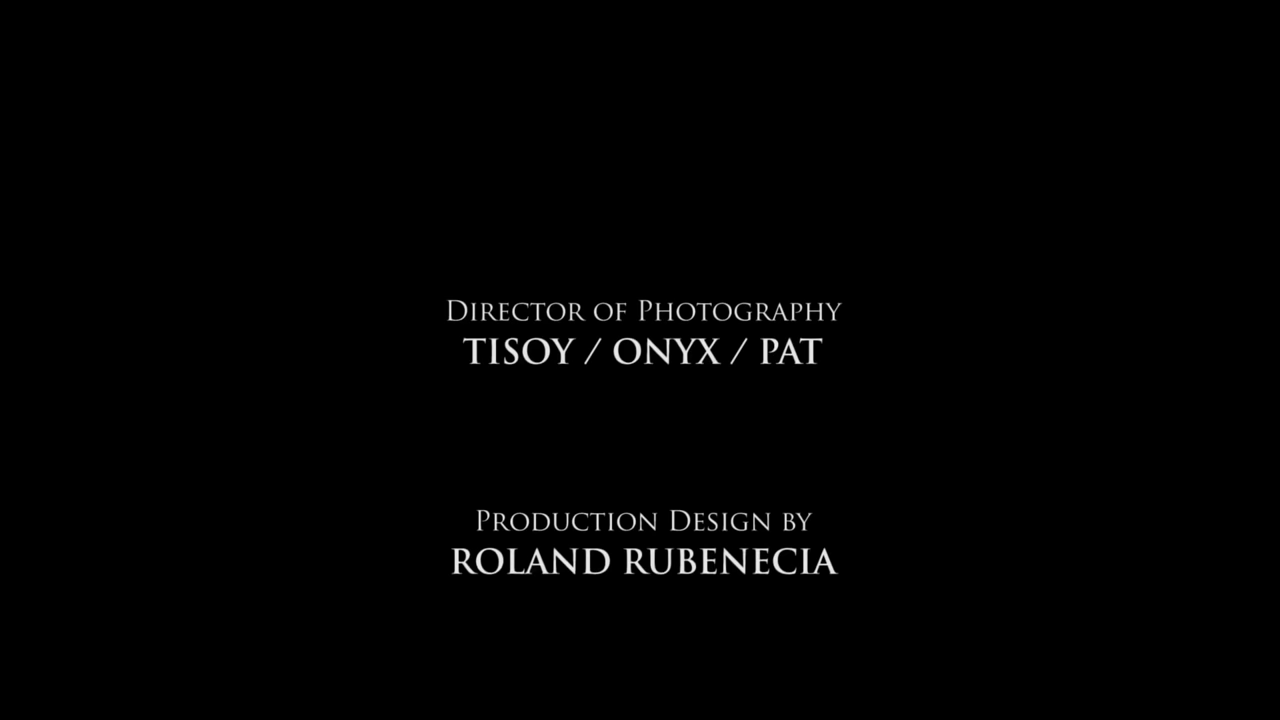 Director of Photography
TISOY / ONYX / PAT
Production Design by
ROLAND RUBENECIA